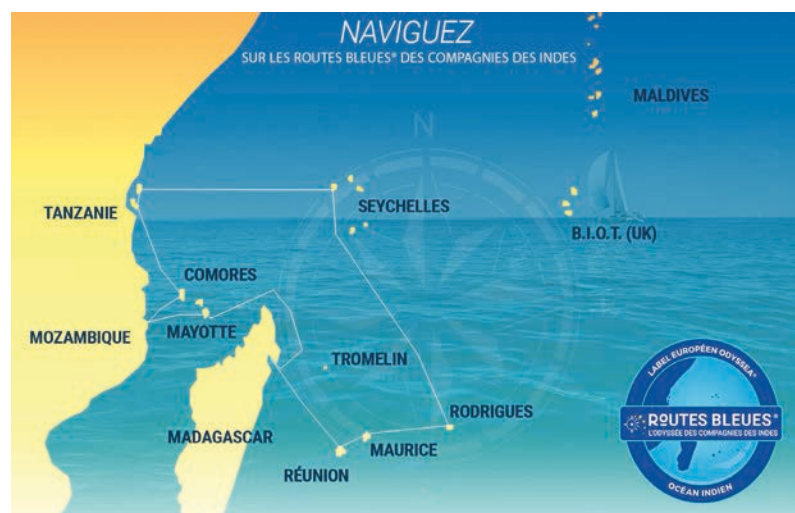 NAVIGUEZ
SUR LES ROUTES BLEUES® DES COMPAGNIES DES INDES
MALDIVES
N
TANZANIE
SEYCHELLES
B.I.O.T. (UK)
COMORES
MOZAMBIQUE
MAYOTTE
TROMELIN
MADAGASCAR
RODRIGUES
MAURICE
RÉUNION
LABEL EUROPÉEN ODYSSEA®
ROUTES BLEUES®
L'ODYSSÉE DES COMPAGNIES DES INDES
OCÉAN INDIEN